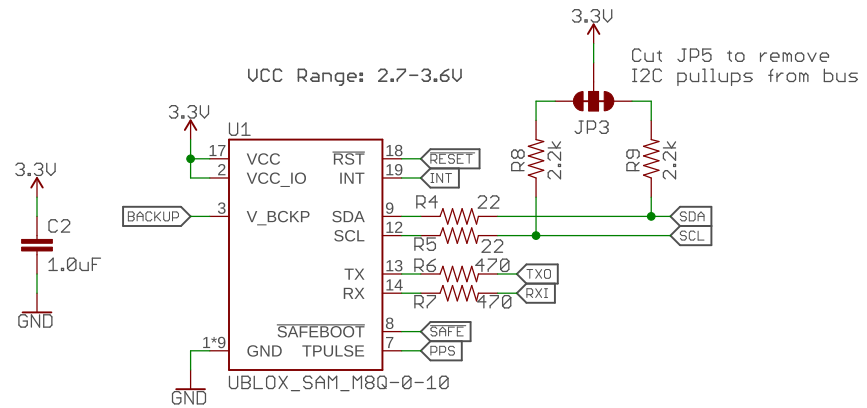 3.3V
Cut JP5 to remove
I2C pullups from bus
VCC Range: 2.7-3.6V
JP3
3.3V
U1
R8
2.2k
R9
2.2k
17
VCC
RST
18
RESET
2
VCC_IO
INT
19
INT
3.3V
BACKUP
3
V_BCKP
SDA
9
R4
22
SDA
SCL
12
R5
22
SCL
C2
1.0uF
TX
13
R6
470
TXO
RX
14
R7
470
RXI
GND
SAFEBOOT
8
SAFE
1*9
GND
TPULSE
7
PPS
UBLOX_SAM_M8Q-0-10
GND